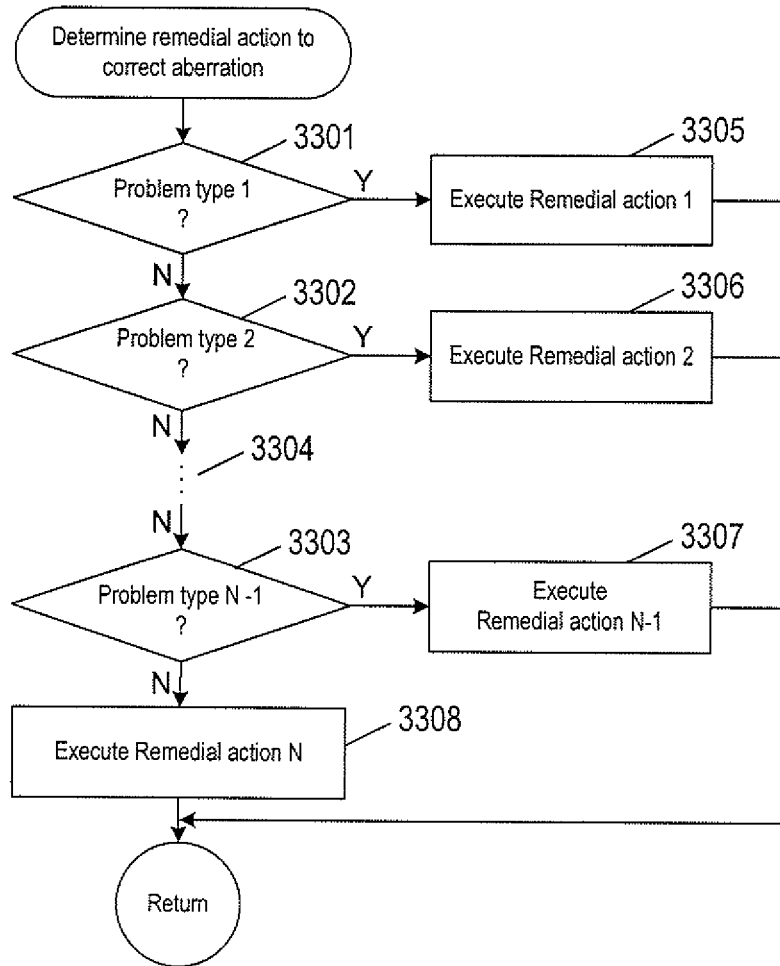 Determine remedial action to
correct aberration
3301
3305
Problem type 1
?
Y
Execute Remedial action 1
N
3302
3306
Problem type 2
?
Y
Execute Remedial action 2
N
3304
N
3303
3307
Problem type N -1
?
Y
Execute
Remedial action N-1
N
3308
Execute Remedial action N
Return